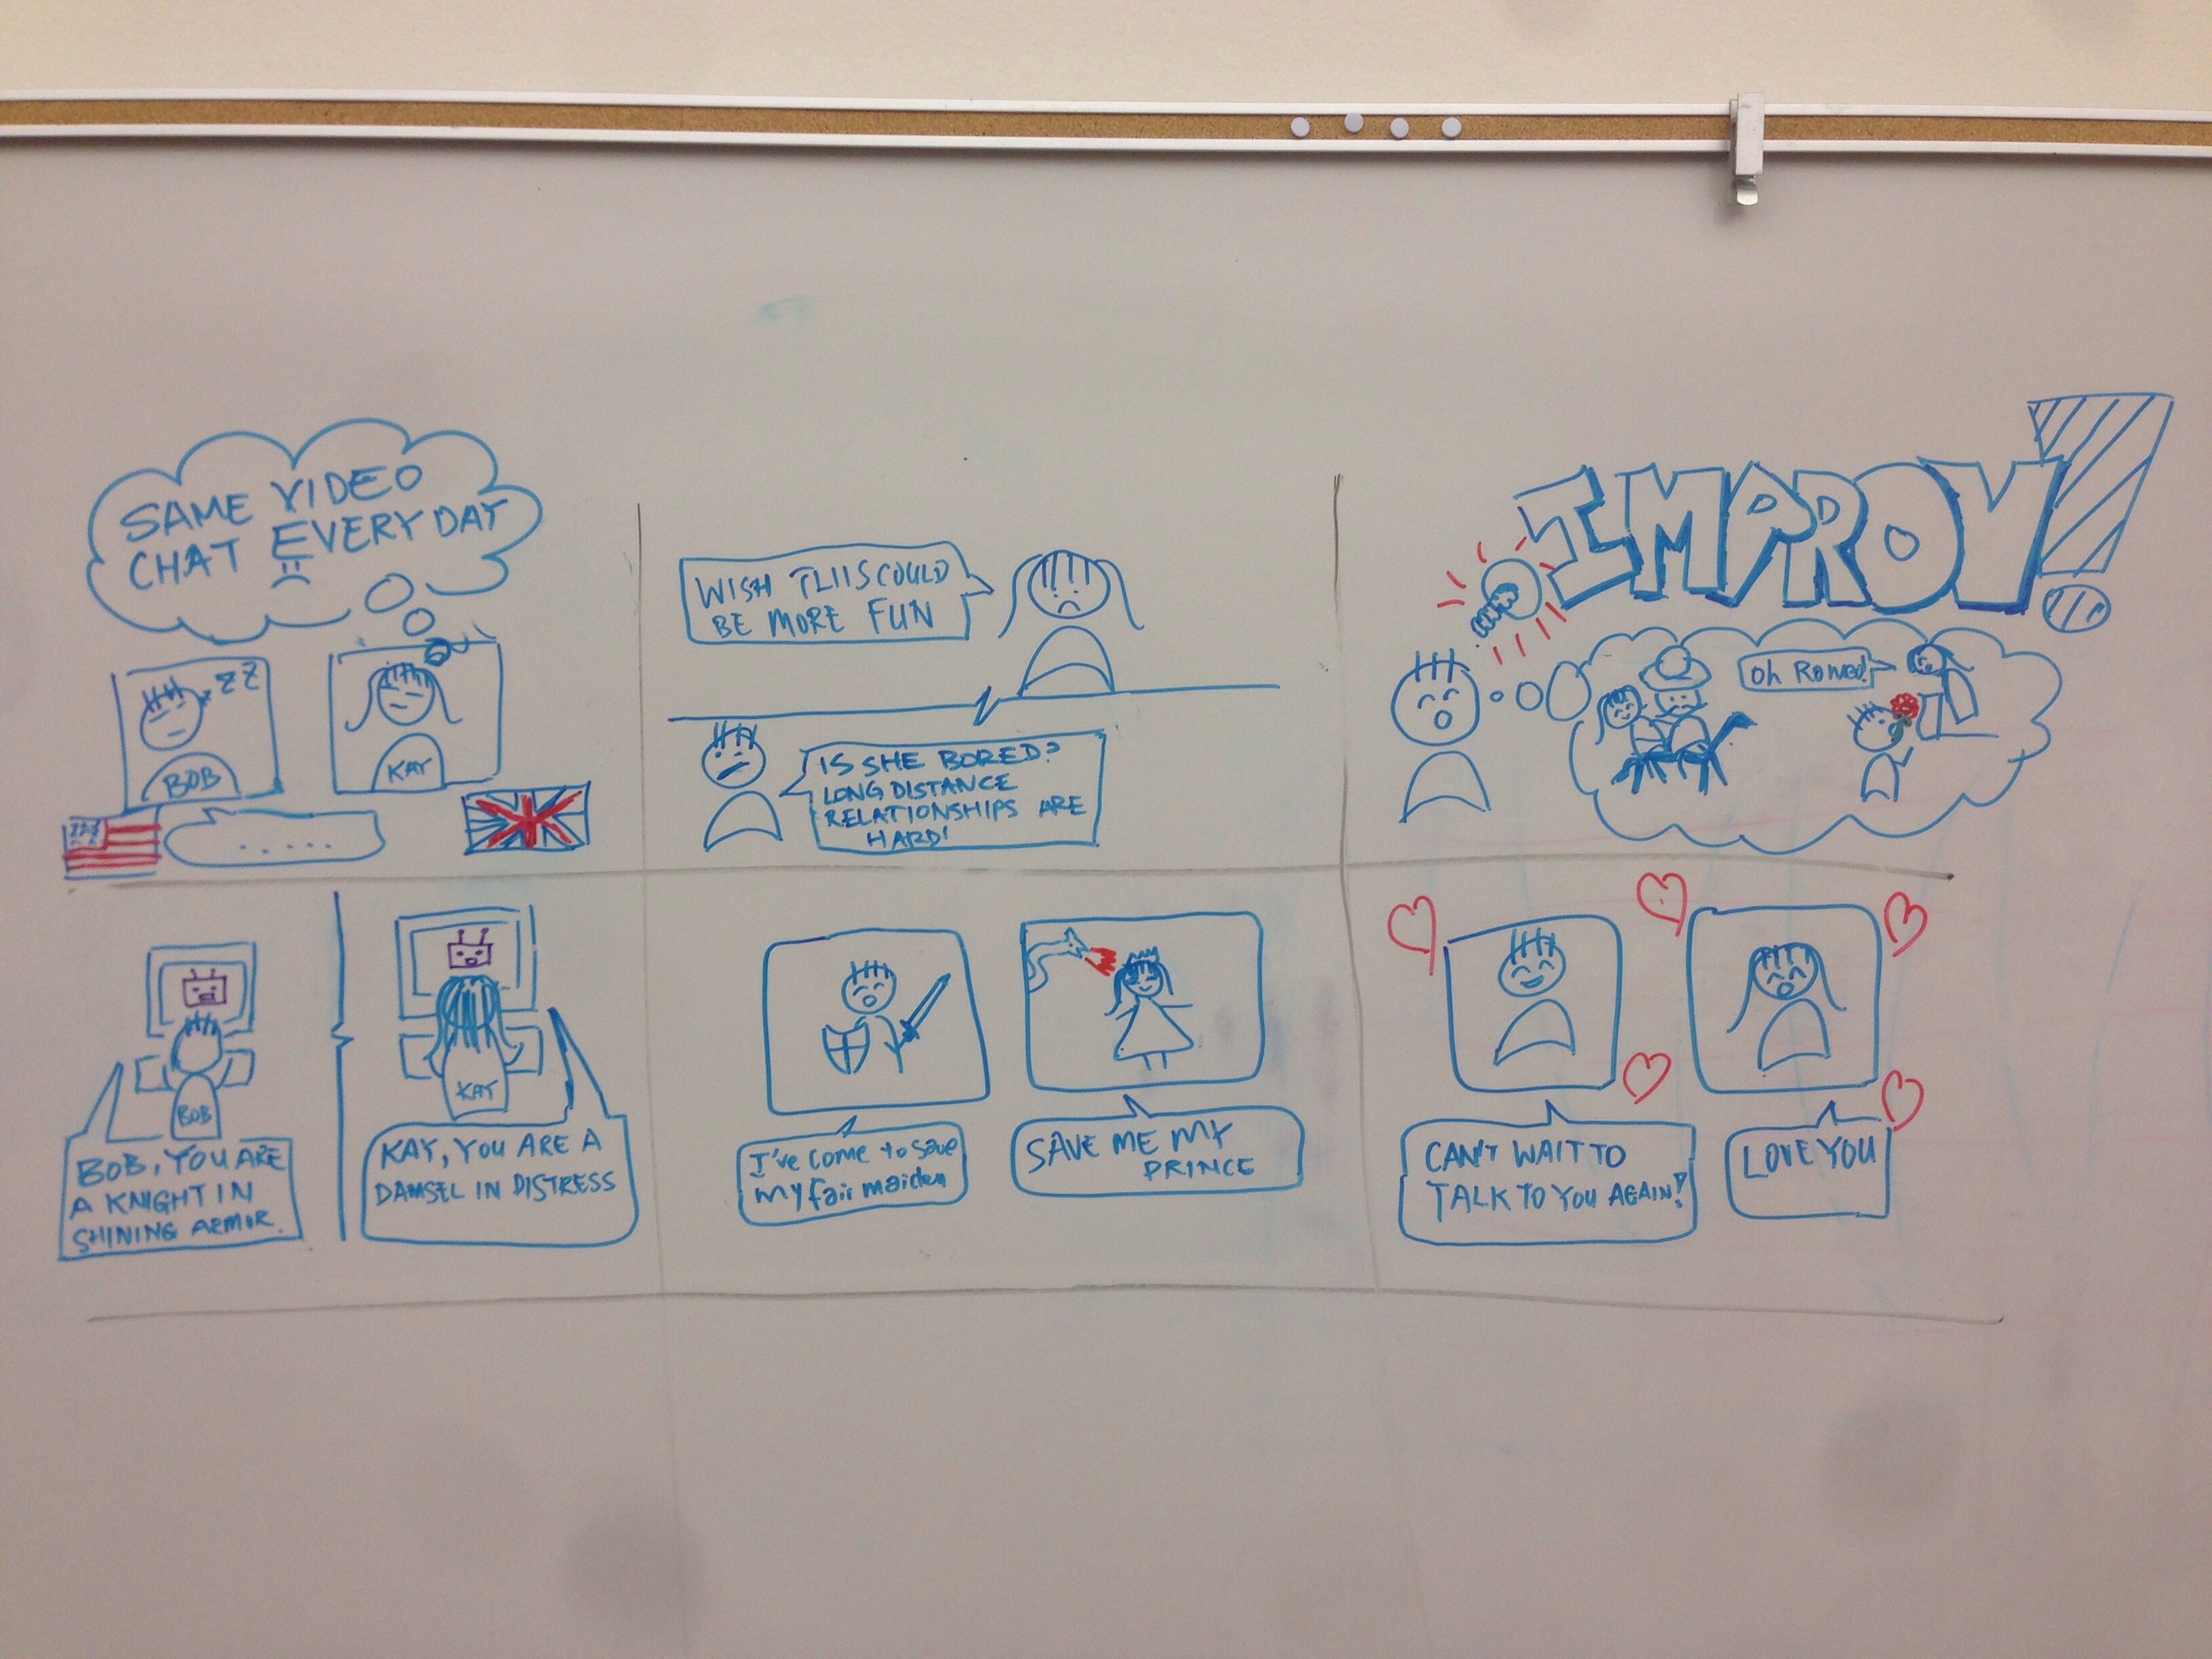 SAME VIDEO
CHAT EVERYDAY
ZZ
BOB
KAY
.....
WISH THIS COULD
BE MORE FUN
IS SHE BORED?
LONG DISTANCE
RELATIONSHIPS ARE
HARD!
IMPROV!
Oh Romeo!
BOB
BOB, YOU ARE
A KNIGHT IN
SHINING ARMOR.
KAY
KAY, YOU ARE A
DAMSEL IN DISTRESS
I've come to save
my fair maiden
SAVE ME MY
PRINCE
CAN'T WAIT TO
TALK TO YOU AGAIN!
LOVE YOU